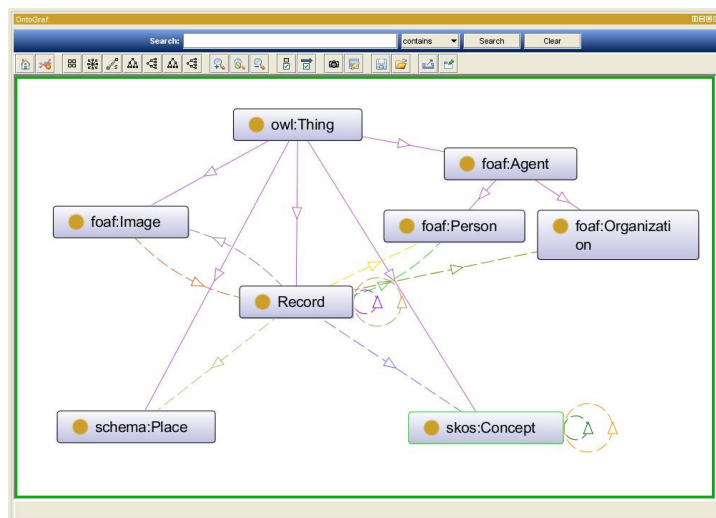 OntoGraf:
Search:
contains
Search
Clear
owl:Thing
foaf:Agent
foaf:Image
foaf:Person
foaf:Organizati
on
Record
schema:Place
skos:Concept